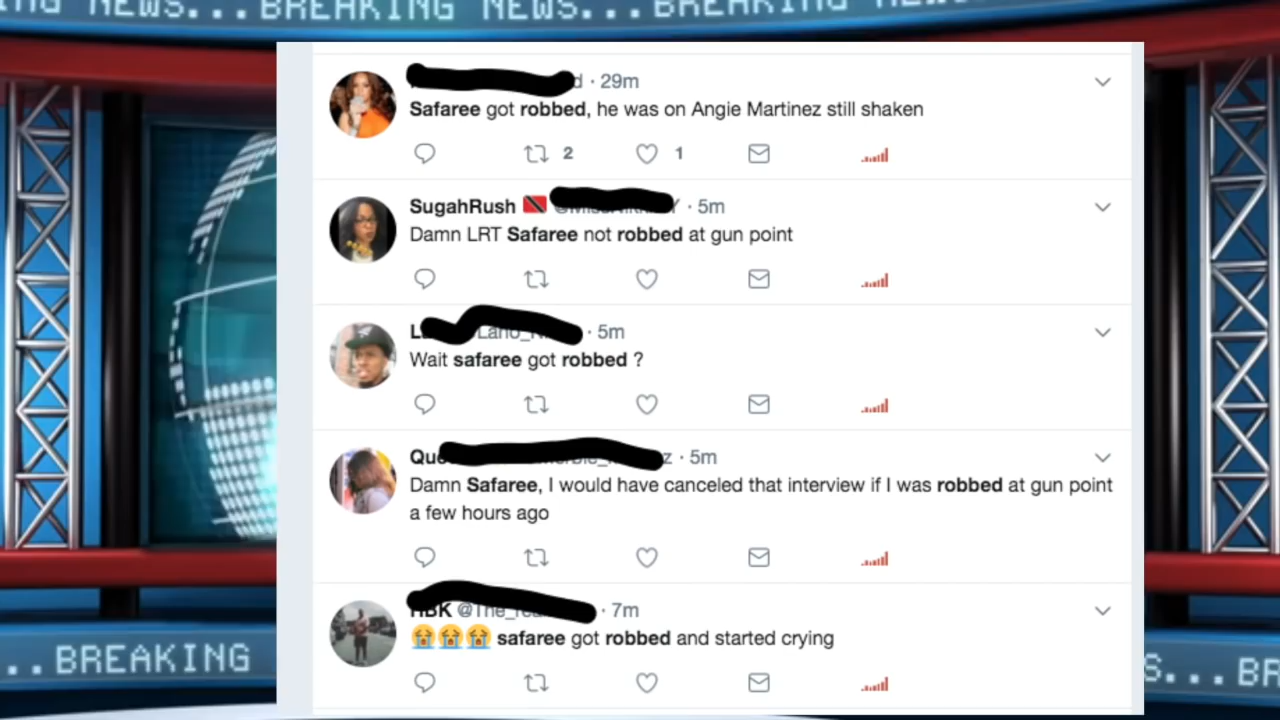 NEWS...BREAKING NEWS...BREAKING NEWS
d · 29m
Safaree got robbed, he was on Angie Martinez still shaken
2 1
SugahRush · 5m
Damn LRT Safaree not robbed at gun point
· 5m
Wait safaree got robbed ?
z · 5m
Damn Safaree, I would have canceled that interview if I was robbed at gun point
a few hours ago
HBK @The_ · 7m
😭😭😭 safaree got robbed and started crying
..BREAKING
S...BR